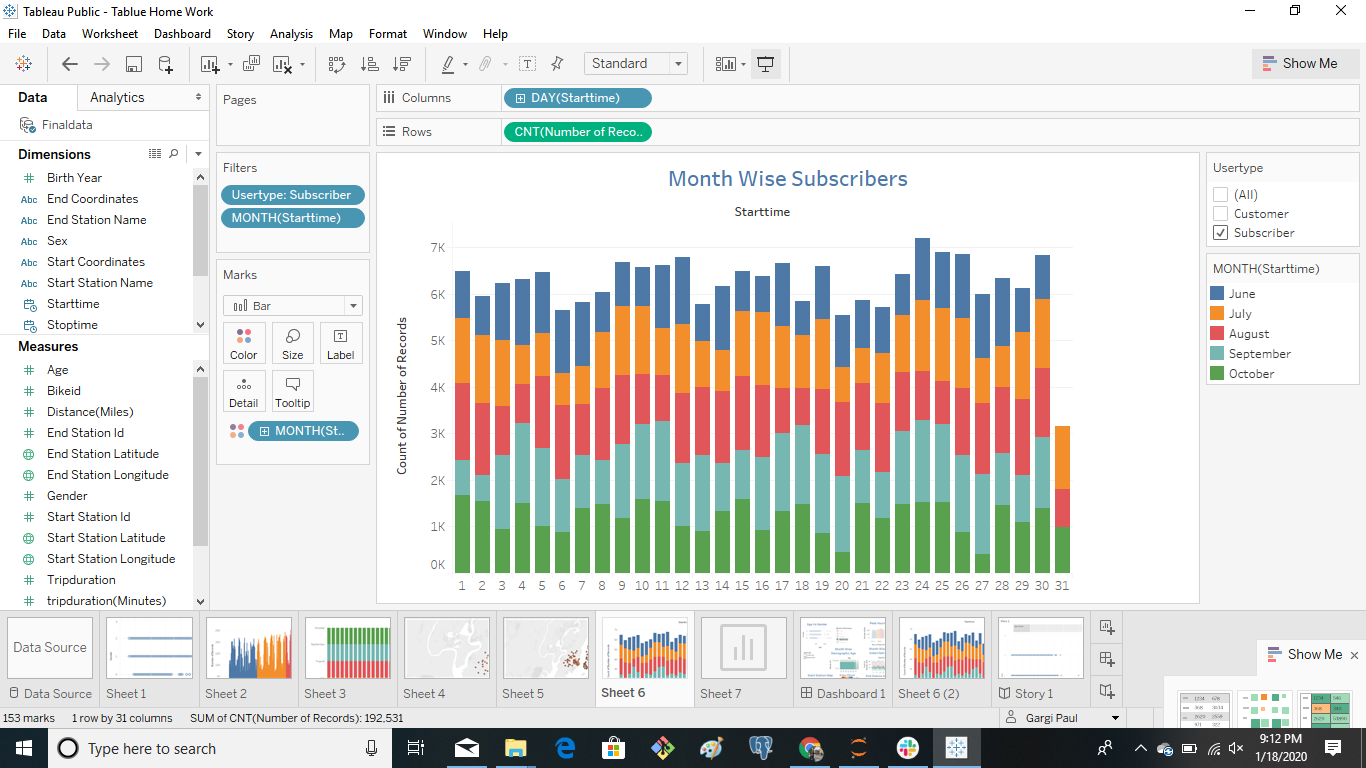 Tableau Public - Tablue Home Work
File Data Worksheet Dashboard Story Analysis Map Format Window Help
Standard
Show Me
Data Analytics
Finaldata
Dimensions
Birth Year
Abc End Coordinates
Abc End Station Name
Abc Sex
Abc Start Coordinates
Abc Start Station Name
Starttime
Stoptime
Measures
Age
Bikeid
Distance(Miles)
End Station Id
End Station Latitude
End Station Longitude
Gender
Start Station Id
Start Station Latitude
Start Station Longitude
Tripduration
tripduration(Minutes)
Pages
Filters
Usertype: Subscriber
MONTH(Starttime)
Marks
Bar
Color Size Label
Detail Tooltip
MONTH(St..
Columns DAY(Starttime)
Rows CNT(Number of Reco..
Month Wise Subscribers
Starttime
Count of Number of Records
7K
6K
5K
4K
3K
2K
1K
0K
1 2 3 4 5 6 7 8 9 10 11 12 13 14 15 16 17 18 19 20 21 22 23 24 25 26 27 28 29 30 31
Usertype
(All)
Customer
Subscriber
MONTH(Starttime)
June
July
August
September
October
Data Source
Data Source Sheet 1 Sheet 2 Sheet 3 Sheet 4 Sheet 5 Sheet 6 Sheet 7 Dashboard 1 Sheet 6 (2) Story 1
Show Me
153 marks 1 row by 31 columns SUM of CNT(Number of Records): 192,531
Gargi Paul
Type here to search
9:12 PM
1/18/2020